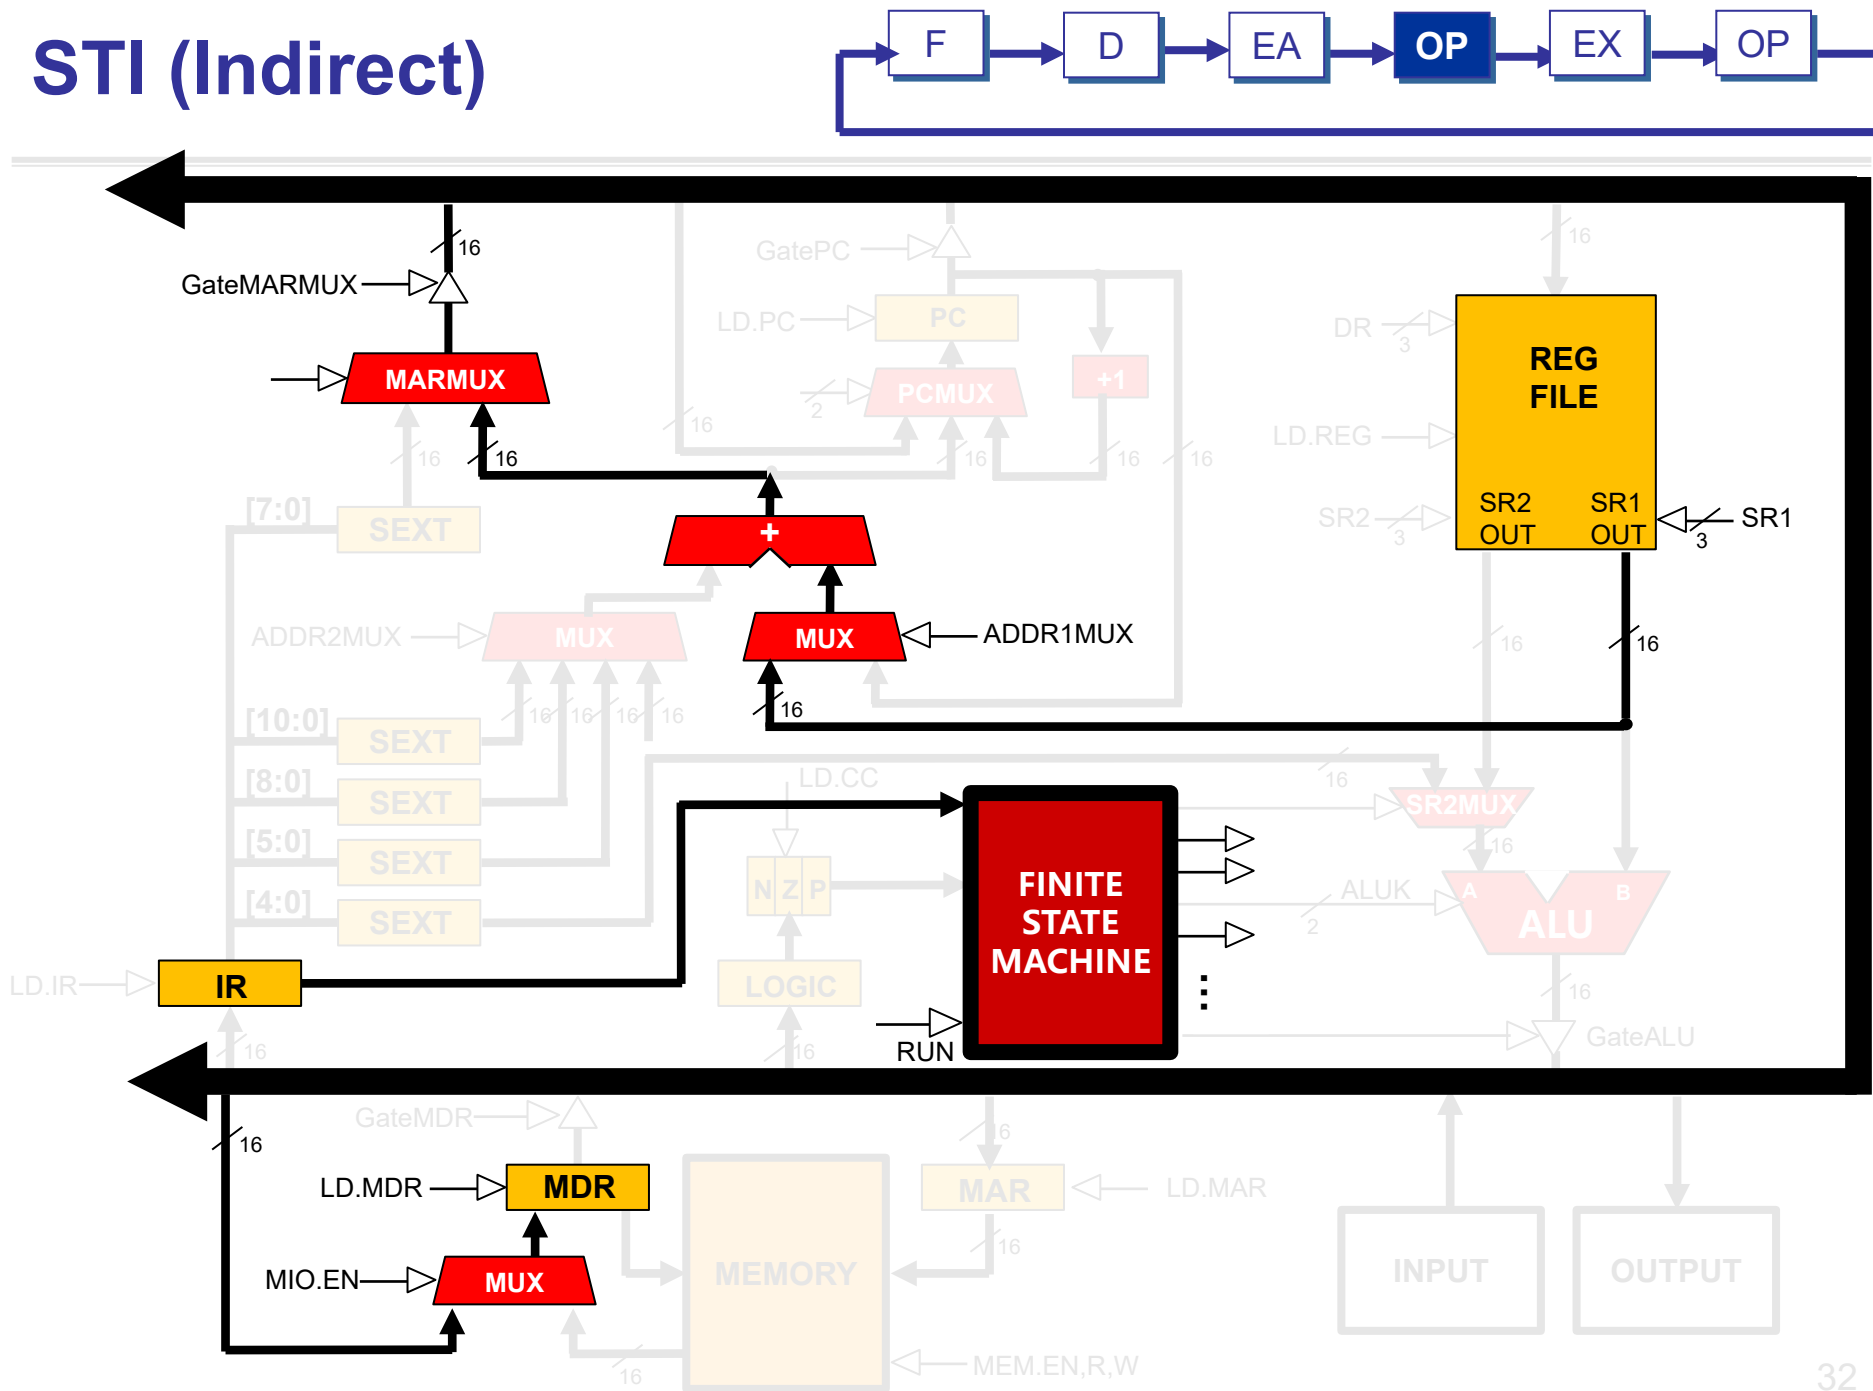 STI (Indirect)
F
D
EA
OP
EX
OP
16
GateMARMUX
GatePC
16
LD.PC
PC
DR
3
REG
FILE
MARMUX
2
PCMUX
+1
16
16
16
16
16
16
LD.REG
[7:0]
SEXT
+
SR2
3
SR2
OUT
SR1
OUT
3
SR1
ADDR2MUX
MUX
MUX
ADDR1MUX
16
16
16
16
16
16
16
[10:0]
SEXT
[8:0]
SEXT
[5:0]
SEXT
[4:0]
SEXT
LD.CC
16
SR2MUX
16
N Z P
FINITE
STATE
MACHINE
ALUK
2
A
B
ALU
LD.IR
IR
LOGIC
16
16
16
RUN
GateALU
GateMDR
16
16
LD.MDR
MDR
MAR
LD.MAR
16
MIO.EN
MUX
MEMORY
INPUT
OUTPUT
16
MEM.EN,R,W
32